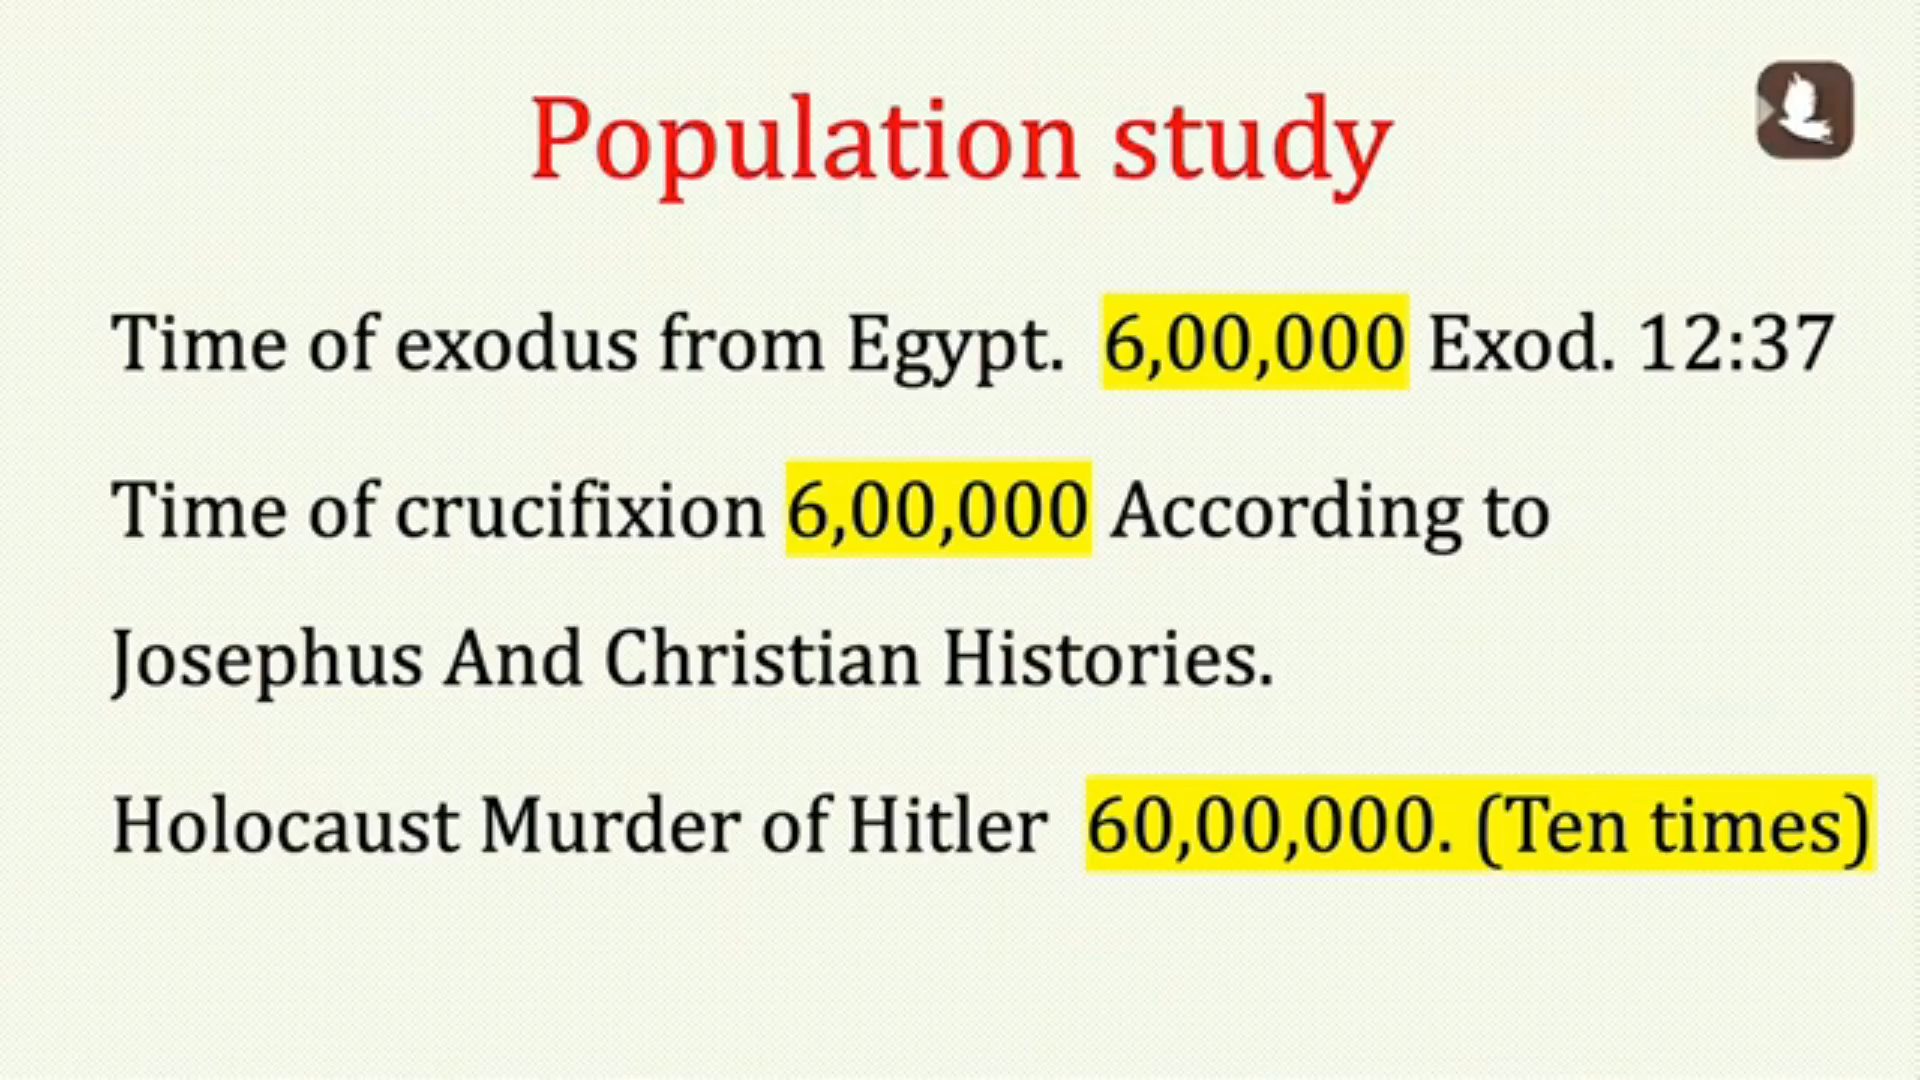 Population study
Time of exodus from Egypt. 6,00,000 Exod. 12:37
Time of crucifixion 6,00,000 According to
Josephus And Christian Histories.
Holocaust Murder of Hitler 60,00,000. (Ten times)